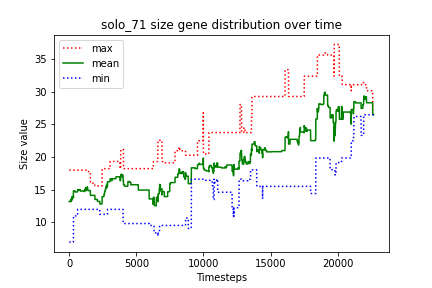 solo_71 size gene distribution over time
max
mean
min
Size value
35
30
25
20
15
10
0
5000
10000
15000
20000
Timesteps